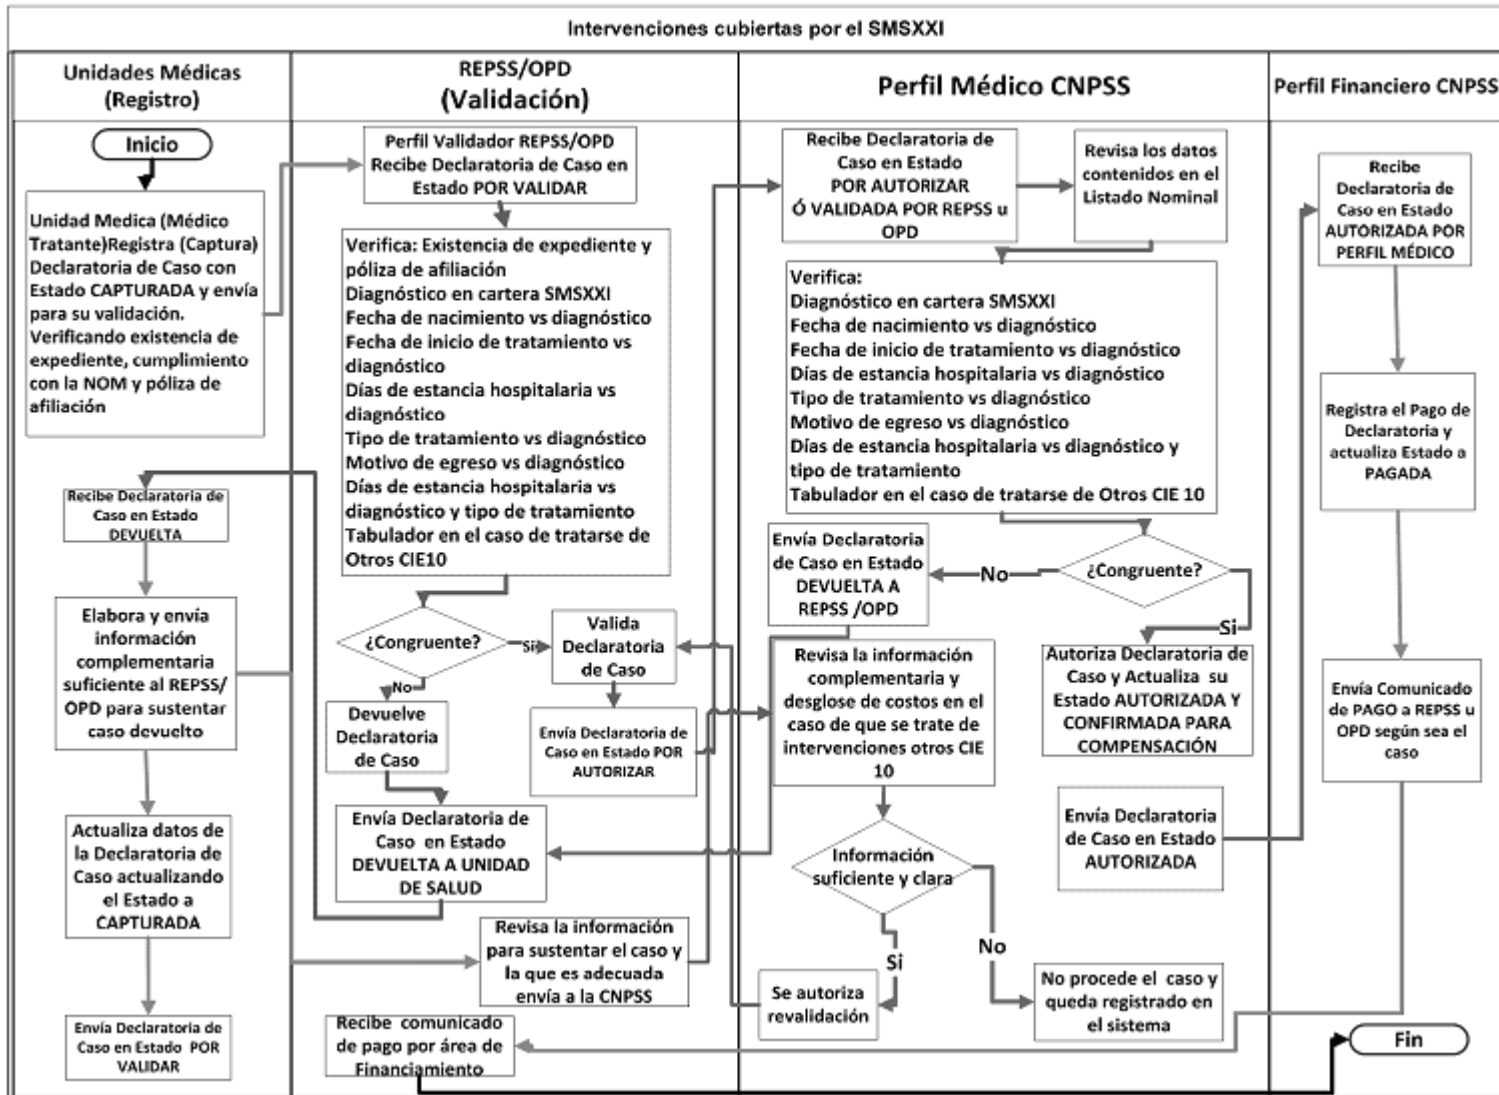 Intervenciones cubiertas por el SMSXXI
Unidades Médicas
(Registro)
REPSS/OPD
(Validación)
Perfil Médico CNPSS
Perfil Financiero CNPSS
Inicio
Unidad Medica (Médico
Tratante)Registra (Captura)
Declaratoria de Caso con
Estado CAPTURADA y envía
para su validación.
Verificando existencia de
expediente, cumplimiento
con la NOM y póliza de
afiliación
Recibe Declaratoria de
Caso en Estado
DEVUELTA
Elabora y envía
información
complementaria
suficiente al REPSS/
OPD para sustentar
caso devuelto
Actualiza datos de
la Declaratoria de
Caso actualizando
el Estado a
CAPTURADA
Envía Declaratoria de
Caso en Estado POR
VALIDAR
Perfil Validador REPSS/OPD
Recibe Declaratoria de Caso en
Estado POR VALIDAR
Verifica: Existencia de expediente y
póliza de afiliación
Diagnóstico en cartera SMSXXI
Fecha de nacimiento vs diagnóstico
Fecha de inicio de tratamiento vs
diagnóstico
Días de estancia hospitalaria vs
diagnóstico
Tipo de tratamiento vs diagnóstico
Motivo de egreso vs diagnóstico
Días de estancia hospitalaria vs
diagnóstico y tipo de tratamiento
Tabulador en el caso de tratarse de
Otros CIE10
¿Congruente?
Si
No
Valida
Declaratoria
de Caso
Devuelve
Declaratoria
de Caso
Envía Declaratoria de
Caso en Estado POR
AUTORIZAR
Envía Declaratoria de
Caso en Estado
DEVUELTA A UNIDAD
DE SALUD
Revisa la información
para sustentar el caso y
la que es adecuada
envía a la CNPSS
Recibe comunicado
de pago por área de
Financiamiento
Recibe Declaratoria de
Caso en Estado
POR AUTORIZAR
Ó VALIDADA POR REPSS u
OPD
Revisa los datos
contenidos en el
Listado Nominal
Verifica:
Diagnóstico en cartera SMSXXI
Fecha de nacimiento vs diagnóstico
Fecha de inicio de tratamiento vs diagnóstico
Días de estancia hospitalaria vs diagnóstico
Tipo de tratamiento vs diagnóstico
Motivo de egreso vs diagnóstico
Días de estancia hospitalaria vs diagnóstico y
tipo de tratamiento
Tabulador en el caso de tratarse de Otros CIE 10
¿Congruente?
No
Si
Envía Declaratoria
de Caso en Estado
DEVUELTA A
REPSS /OPD
Autoriza Declaratoria de
Caso y Actualiza su
Estado AUTORIZADA Y
CONFIRMADA PARA
COMPENSACIÓN
Revisa la información
complementaria y
desglose de costos en el
caso de que se trate de
intervenciones otros CIE
10
Envía Declaratoria
de Caso en Estado
AUTORIZADA
Información
suficiente y clara
Si
No
Se autoriza
revalidación
No procede el caso y
queda registrado en
el sistema
Recibe
Declaratoria de
Caso en Estado
AUTORIZADA POR
PERFIL MÉDICO
Registra el Pago de
Declaratoria y
actualiza Estado a
PAGADA
Envía Comunicado
de PAGO a REPSS u
OPD según sea el
caso
Fin